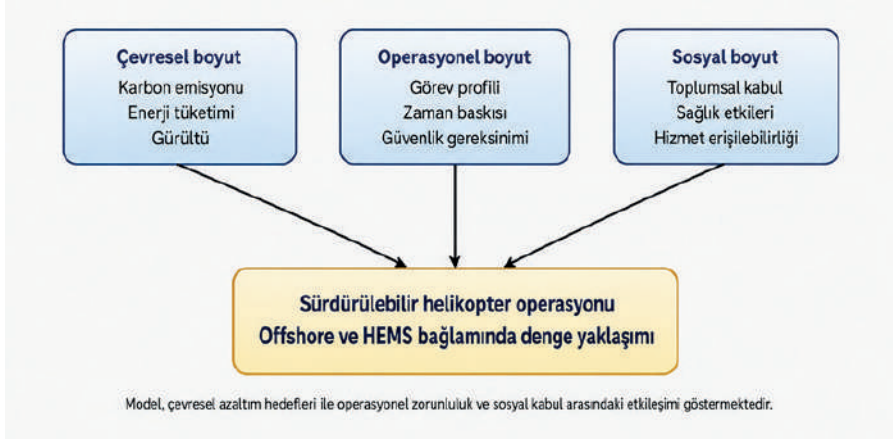 Çevresel boyut
Karbon emisyonu
Enerji tüketimi
Gürültü
Operasyonel boyut
Görev profili
Zaman baskısı
Güvenlik gereksinimi
Sosyal boyut
Toplumsal kabul
Sağlık etkileri
Hizmet erişilebilirliği
Sürdürülebilir helikopter operasyonu
Offshore ve HEMS bağlamında denge yaklaşımı
Model, çevresel azaltım hedefleri ile operasyonel zorunluluk ve sosyal kabul arasındaki etkileşimi göstermektedir.